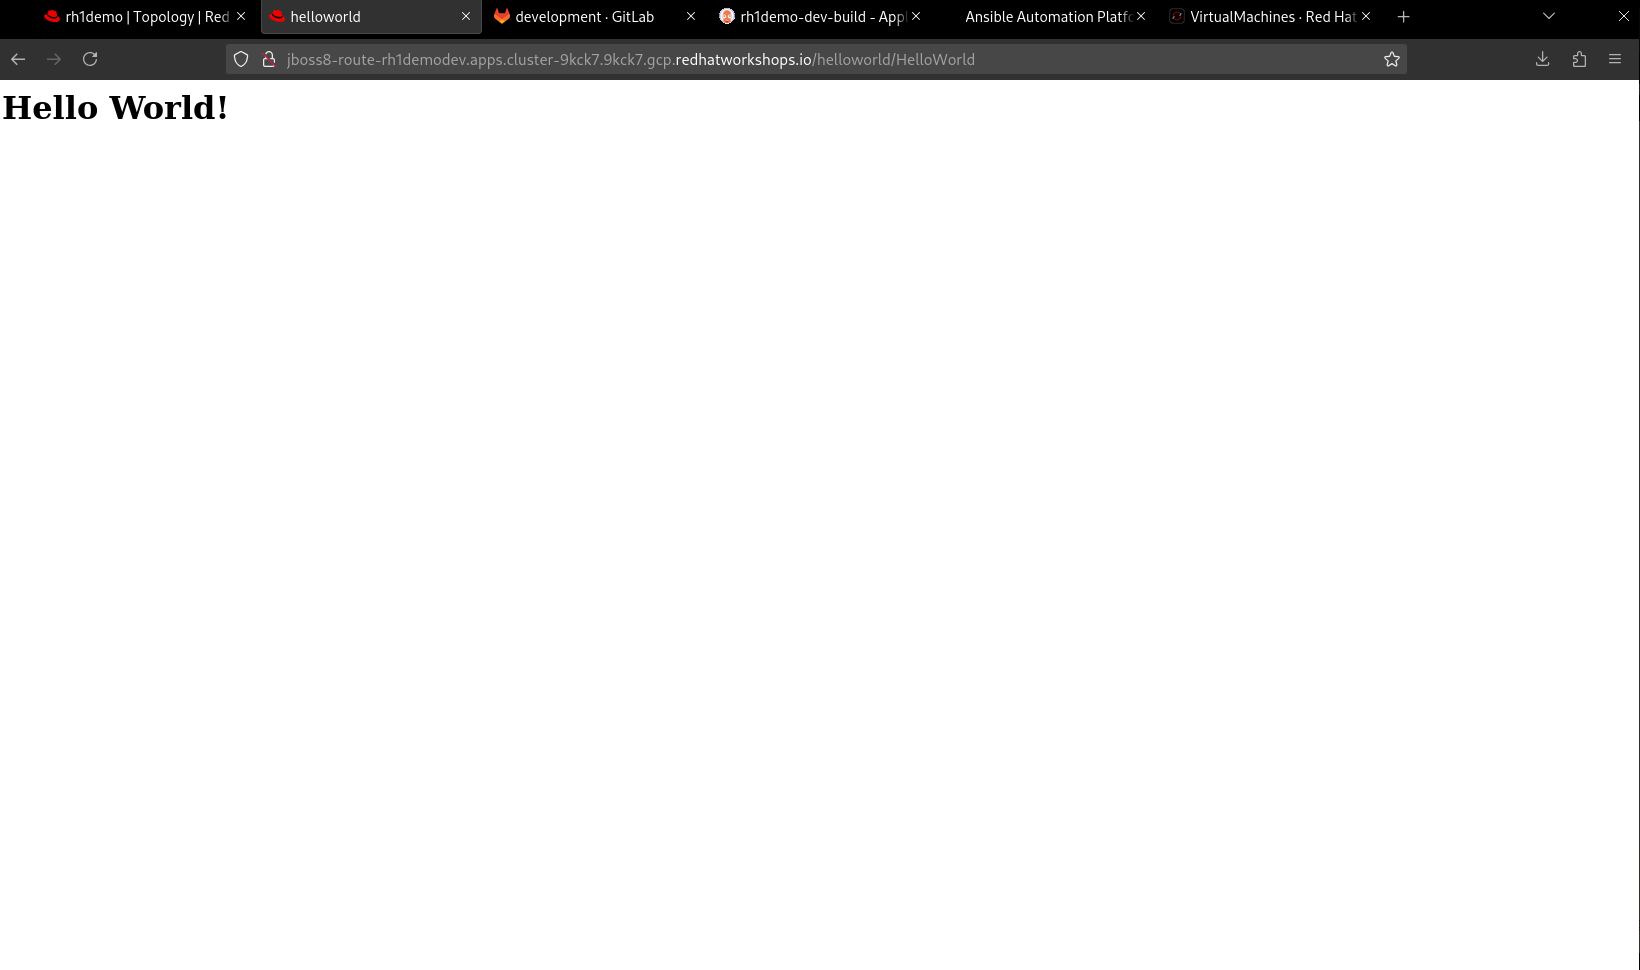 rh1demo | Topology | Red
helloworld
development · GitLab
rh1demo-dev-build - Appl
Ansible Automation Platfo
VirtualMachines · Red Hat
jboss8-route-rh1demodev.apps.cluster-9kck7.9kck7.gcp.redhatworkshops.io/helloworld/HelloWorld
Hello World!